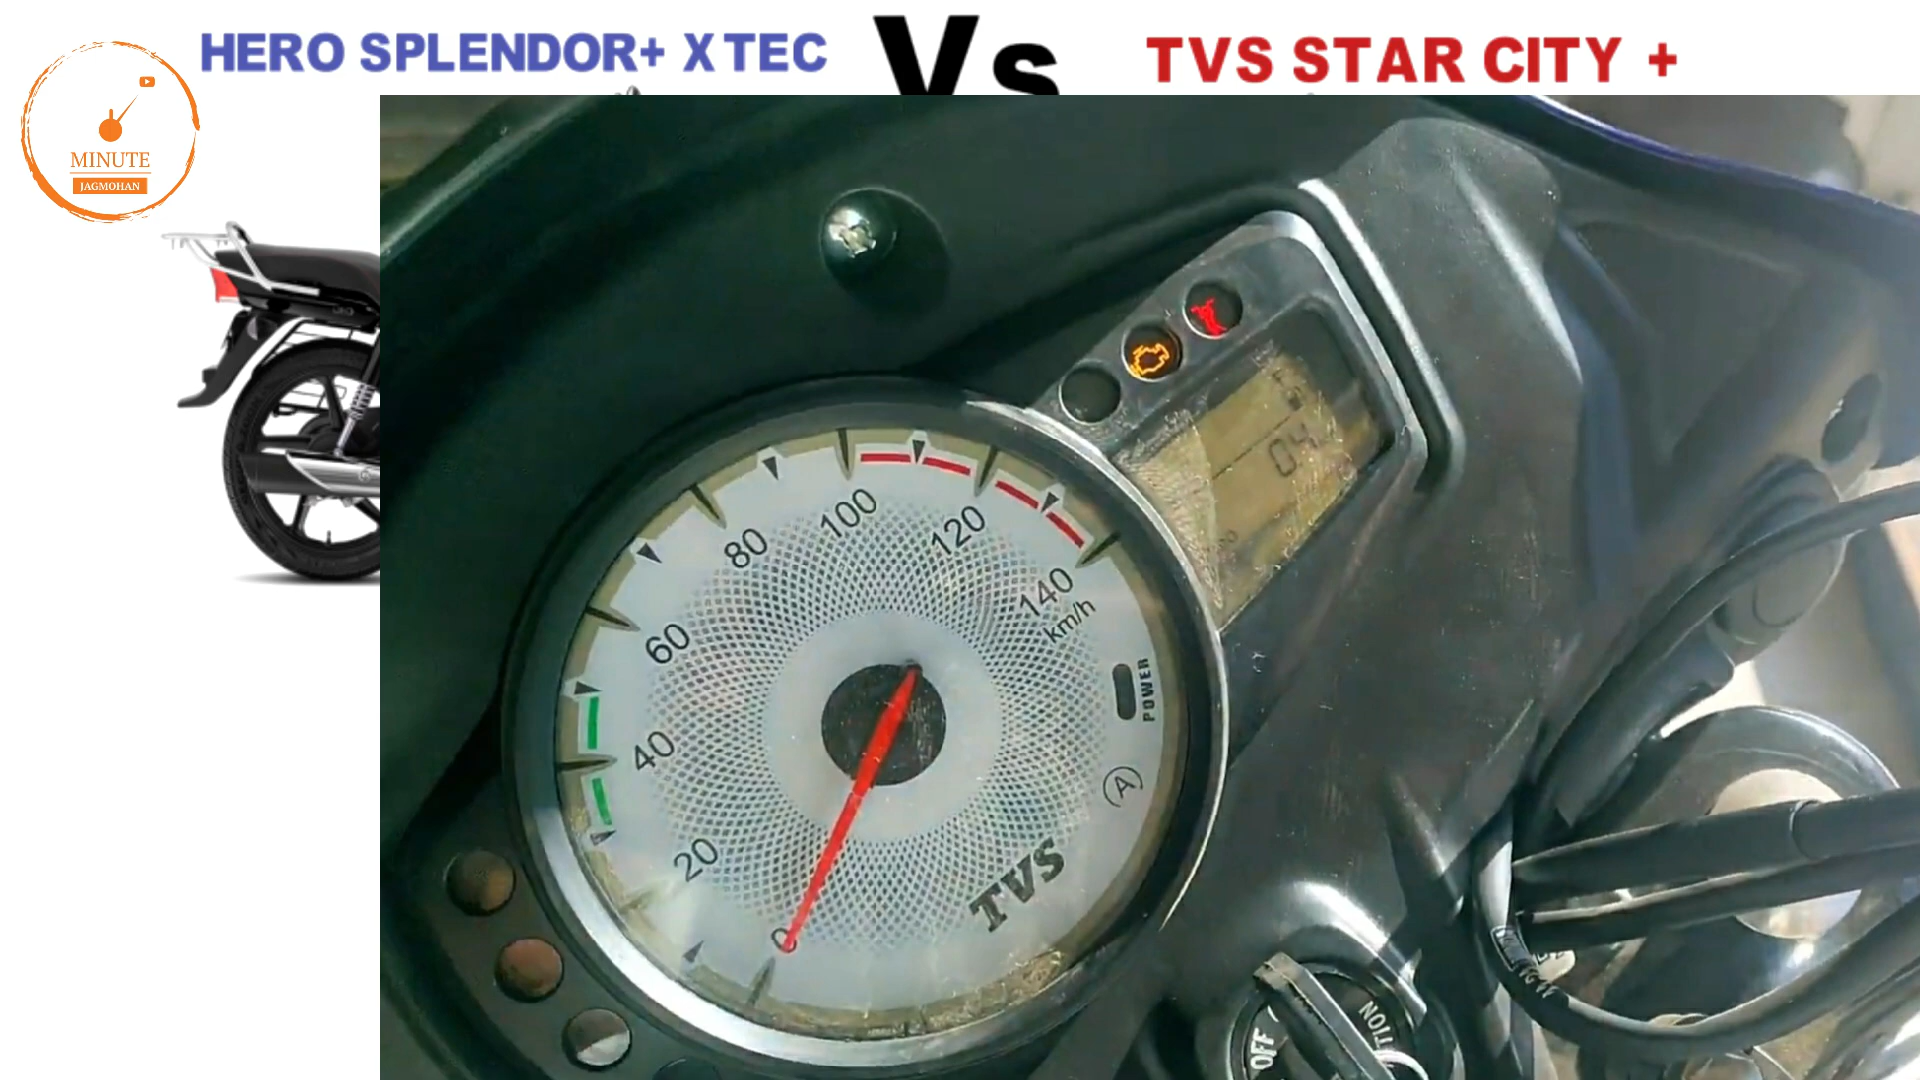 HERO SPLENDOR+ XTEC
Vs
TVS STAR CITY +
MINUTE
JAGMOHAN
0
20
40
60
80
100
120
140
km/h
POWER
A
TVS
04
OFF